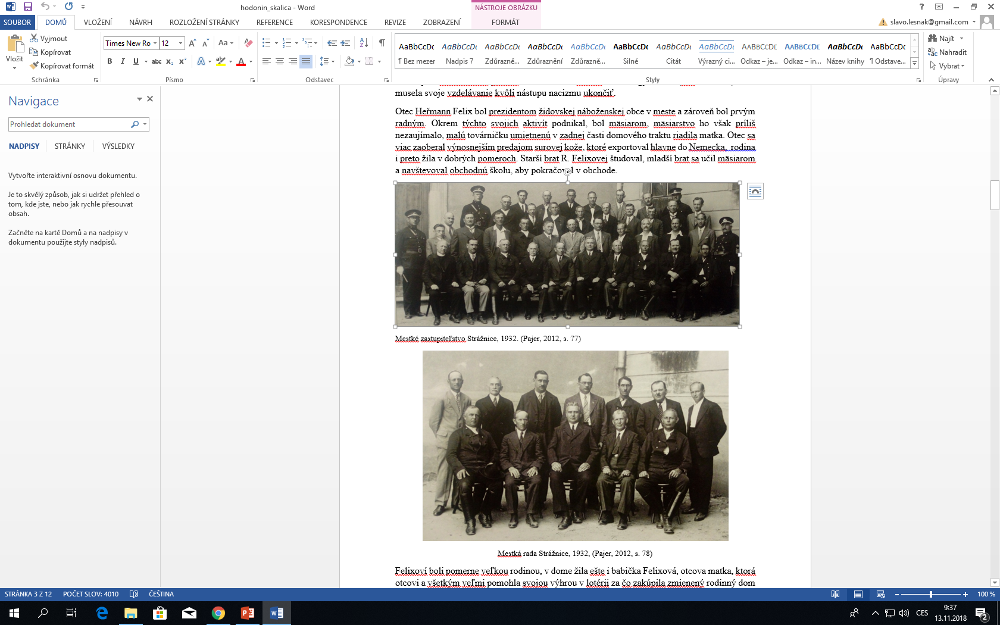 hodonin_skalica - Word
NÁSTROJE OBRÁZKU
SOUBOR DOMŮ VLOŽENÍ NÁVRH ROZLOŽENÍ STRÁNKY REFERENCE KORESPONDENCE REVIZE ZOBRAZENÍ FORMÁT slavo.lesnak@gmail.com
Vložit
Vyjmout
Kopírovat
Kopírovat formát
Schránka
Times New Ro 12
Písmo
Odstavec
AaBbCcDc AaBbCcDc AaBbCcDc AaBbCcDc AaBbCcDc AaBbCcDc AaBbCcDc AaBbCcDc AABBCCDE AABBCCDE AaBbCcDc AaBbCcDc
¶ Bez mezer Nadpis 7 Zdůrazně... Zdůraznění Zdůrazně... Silné Citát Výrazný ci... Odkaz – je... Odkaz – in... Název knihy ¶ Odstave...
Styly
Najít
Nahradit
Vybrat
Úpravy
Navigace
Prohledat dokument
NADPISY STRÁNKY VÝSLEDKY
Vytvořte interaktivní osnovu dokumentu.
Je to skvělý způsob, jak si udržet přehled o
tom, kde jste, nebo jak rychle přesouvat
obsah.
Začněte na kartě Domů a na nadpisy v
dokumentu použijte styly nadpisů.
musela svoje vzdelávanie kvôli nástupu nacizmu ukončiť.
Otec Heřmann Felix bol prezidentom židovskej náboženskej obce v meste a zároveň bol prvým
radným. Okrem týchto svojich aktivít podnikal, bol mäsiarom, mäsiarstvo ho však príliš
nezaujímalo, malú továrničku umietnenú v zadnej časti domového traktu riadila matka. Otec sa
viac zaoberal výnosnejším predajom surovej kože, ktoré exportoval hlavne do Nemecka, rodina
i preto žila v dobrých pomeroch. Starší brat R. Felixovej študoval, mladší brat sa učil mäsiarom
a navštevoval obchodnú školu, aby pokračoval v obchode.
Mestké zastupiteľstvo Strážnice, 1932. (Pajer, 2012, s. 77)
Mestká rada Strážnice, 1932, (Pajer, 2012, s. 78)
Felixoví boli pomerne veľkou rodinou, v dome žila ešte i babička Felixová, otcova matka, ktorá
otcovi a všetkým veľmi pomohla svojou výhrou v lotérii za čo zakúpila zmienený rodinný dom
STRÁNKA 3 Z 12 POČET SLOV: 4010 ČEŠTINA 100 %
CES
9:37
13.11.2018
2